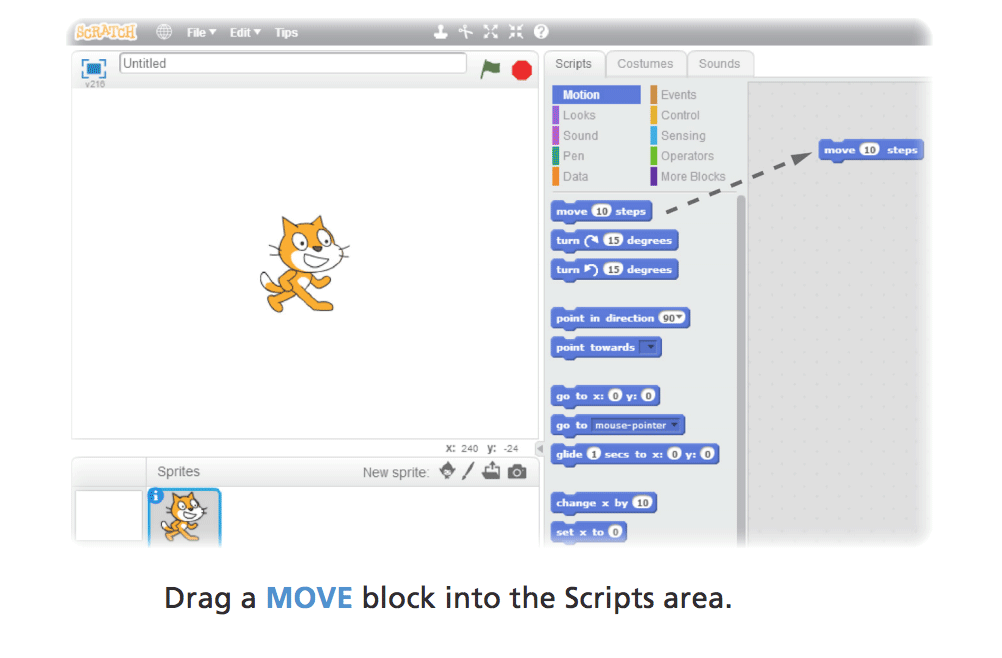 SCRATCH File Edit Tips
Untitled
v216
Scripts Costumes Sounds
Motion Events
Looks Control
Sound Sensing
Pen Operators
Data More Blocks
move 10 steps
move 10 steps
turn 15 degrees
turn 15 degrees
point in direction 90
point towards
go to x: 0 y: 0
go to mouse-pointer
glide 1 secs to x: 0 y: 0
change x by 10
set x to 0
x: 240 y: -24
Sprites New sprite:
Drag a MOVE block into the Scripts area.